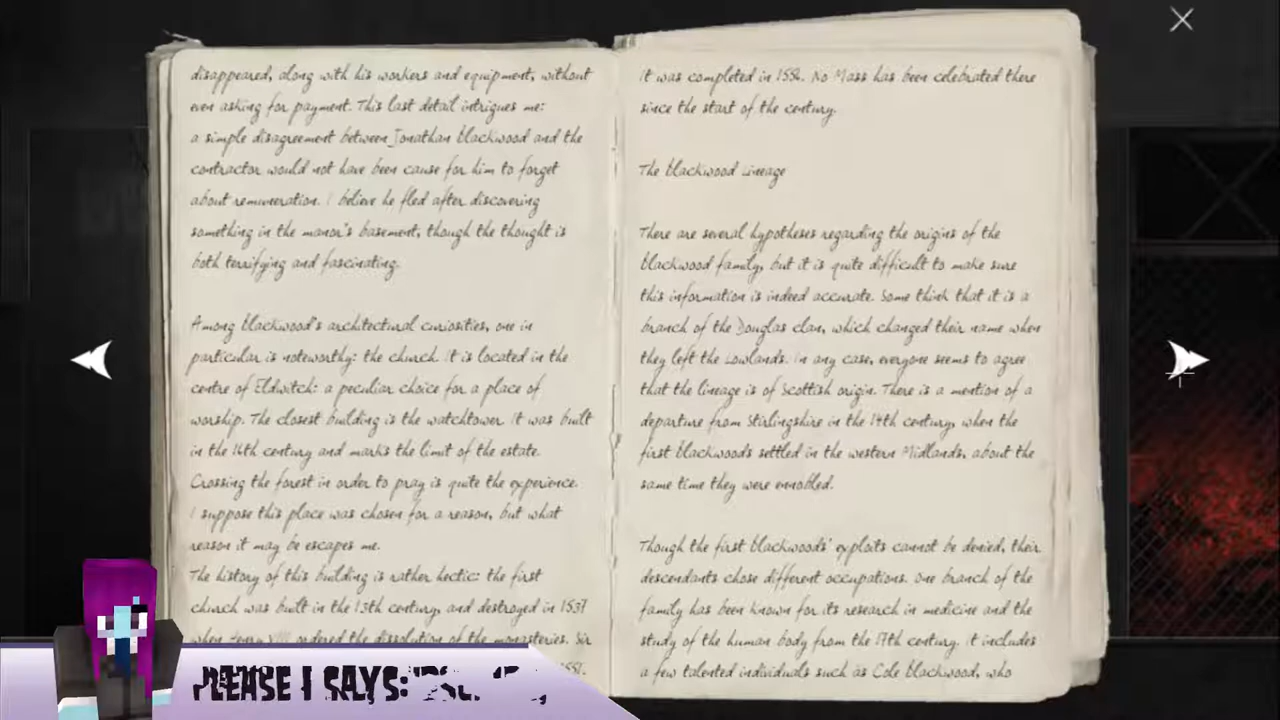 disappeared, along with his workers and equipment, without
even asking for payment. This last detail intrigues me:
a simple disagreement between Jonathan Blackwood and the
contractor would not have been cause for him to forget
about remuneration. I believe he fled after discovering
something in the manor's basement, though the thought is
both terrifying and fascinating.
Among Blackwood's architectural curiosities, one in
particular is noteworthy: the church. It is located in the
centre of Eldwitch: a peculiar choice for a place of
worship. The closest building is the watchtower. It was built
in the 16th century and marks the limit of the estate.
Crossing the forest in order to pray is quite the experience.
I suppose this place was chosen for a reason, but what
reason it may be escapes me.
The history of this building is rather hectic: the first
church was built in the 13th century, and destroyed in 1537
when Henry VIII ordered the dissolution of the monasteries. Sir
It was completed in 1552. No Mass has been celebrated there
since the start of the century.
The Blackwood Lineage
There are several hypotheses regarding the origins of the
Blackwood family, but it is quite difficult to make sure
this information is indeed accurate. Some think that it is a
branch of the Douglas clan, which changed their name when
they left the Lowlands. In any case, everyone seems to agree
that the lineage is of Scottish origin. There is a mention of a
departure from Stirlingshire in the 14th century, when the
first Blackwoods settled in the western Midlands, about the
same time they were ennobled.
Though the first Blackwoods' exploits cannot be denied, their
descendants chose different occupations. One branch of the
family has been known for its research in medicine and the
study of the human body from the 17th century. It includes
a few talented individuals such as Cole Blackwood, who
PLEASE I SAYS: